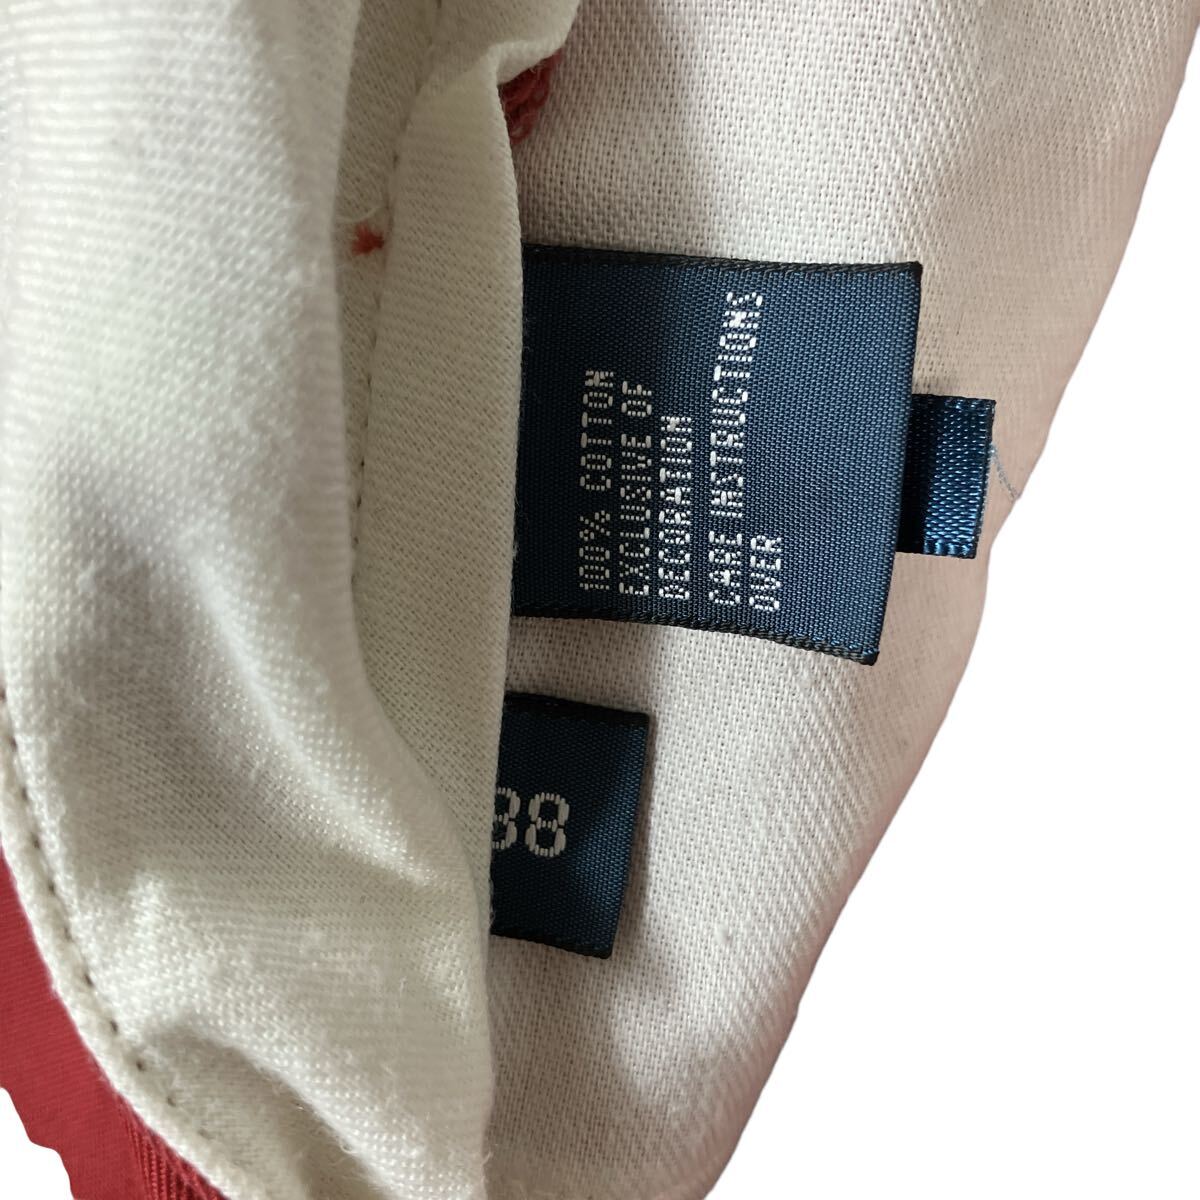 100% COTTON
EXCLUSIVE OF
DECORATION
CARE INSTRUCTIONS
OVER
38